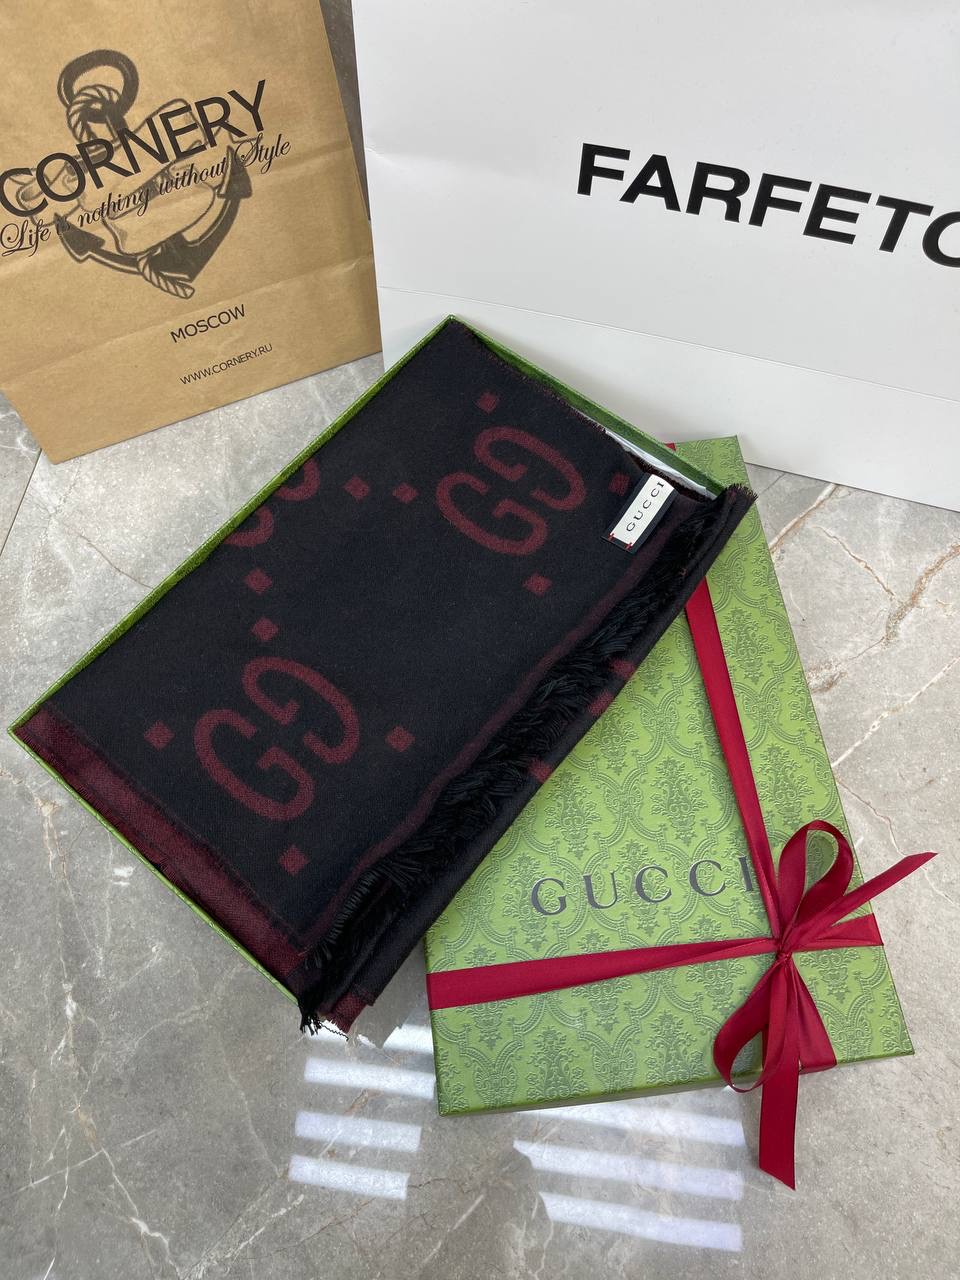 CORNERY
Life is nothing without Style
MOSCOW
WWW.CORNERY.RU
FARFETC
GUCCI
GUCCI